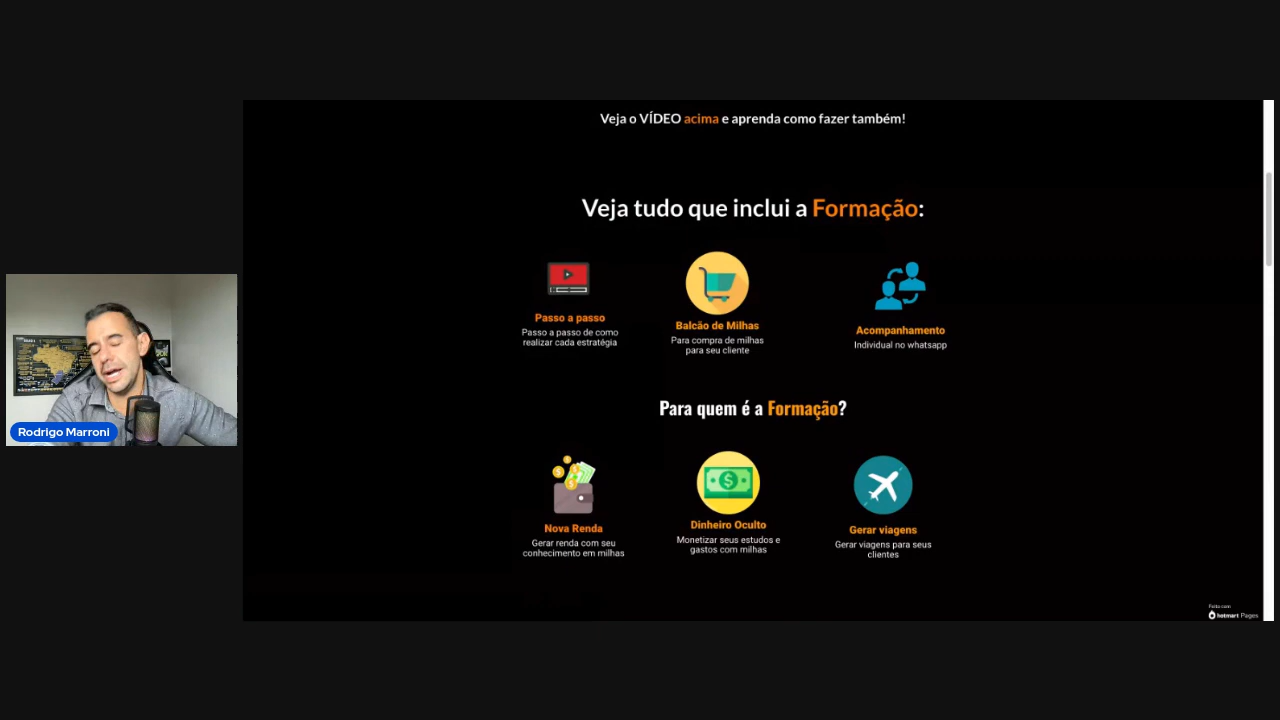 Veja o VÍDEO acima e aprenda como fazer também!
Veja tudo que inclui a Formação:
Passo a passo
Passo a passo de como
realizar cada estratégia
Balcão de Milhas
Para compra de milhas
para seu cliente
Acompanhamento
Individual no whatsapp
Para quem é a Formação?
Nova Renda
Gerar renda com seu
conhecimento em milhas
Dinheiro Oculto
Monetizar seus estudos e
gastos com milhas
Gerar viagens
Gerar viagens para seus
clientes
Rodrigo Marroni
Feito com
hotmart Pages